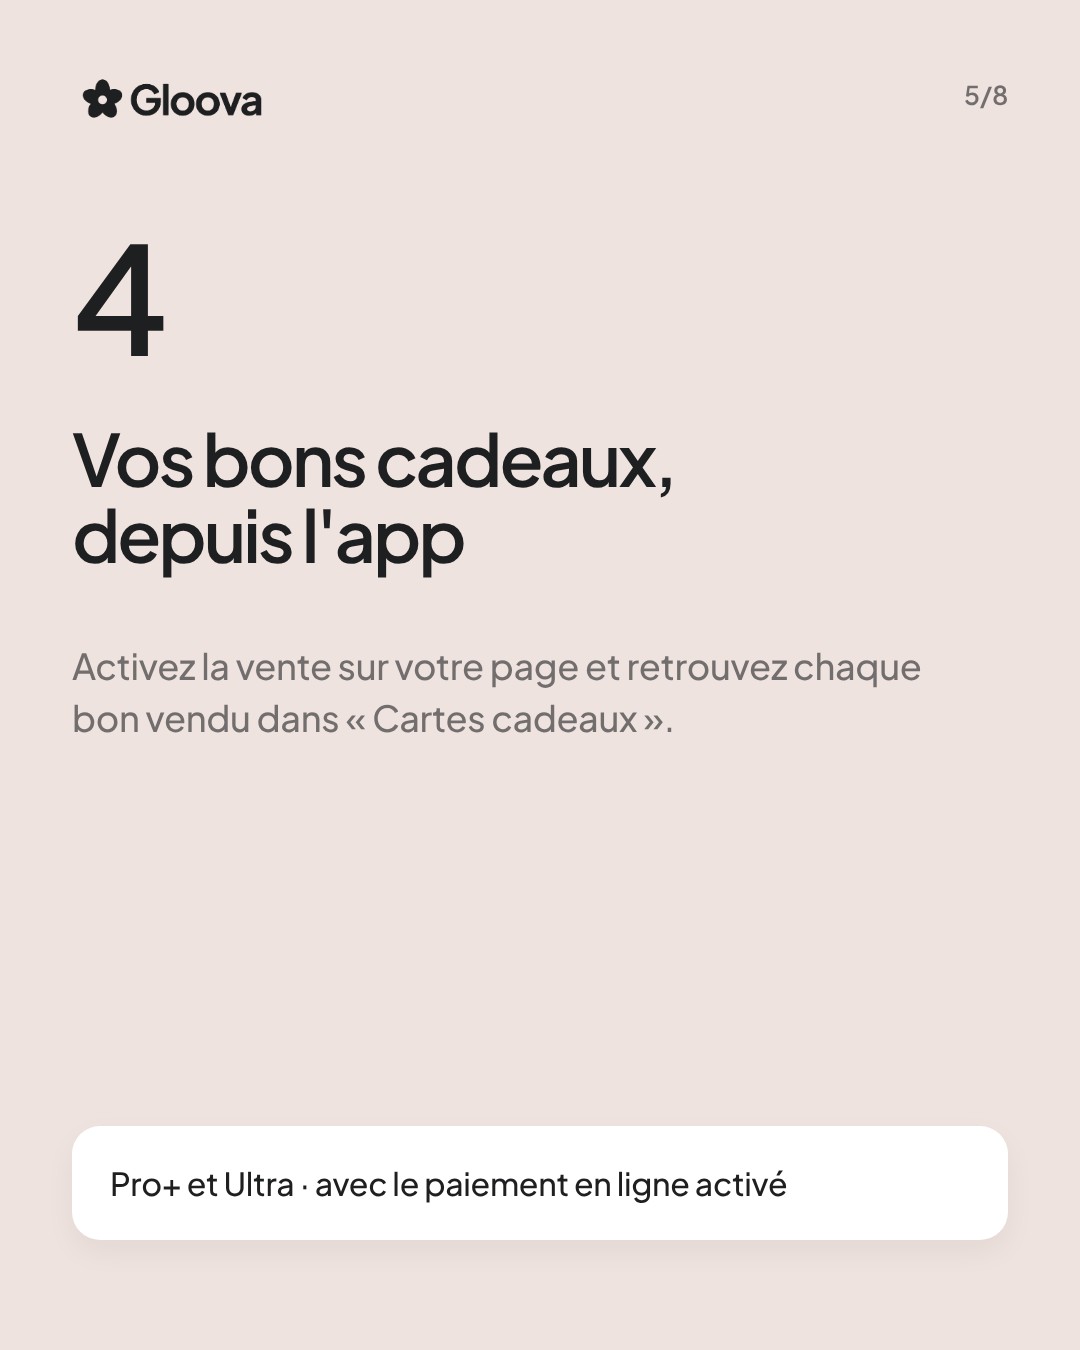 Gloova
5/8
4
Vos bons cadeaux,
depuis l'app
Activez la vente sur votre page et retrouvez chaque
bon vendu dans « Cartes cadeaux ».
Pro+ et Ultra · avec le paiement en ligne activé